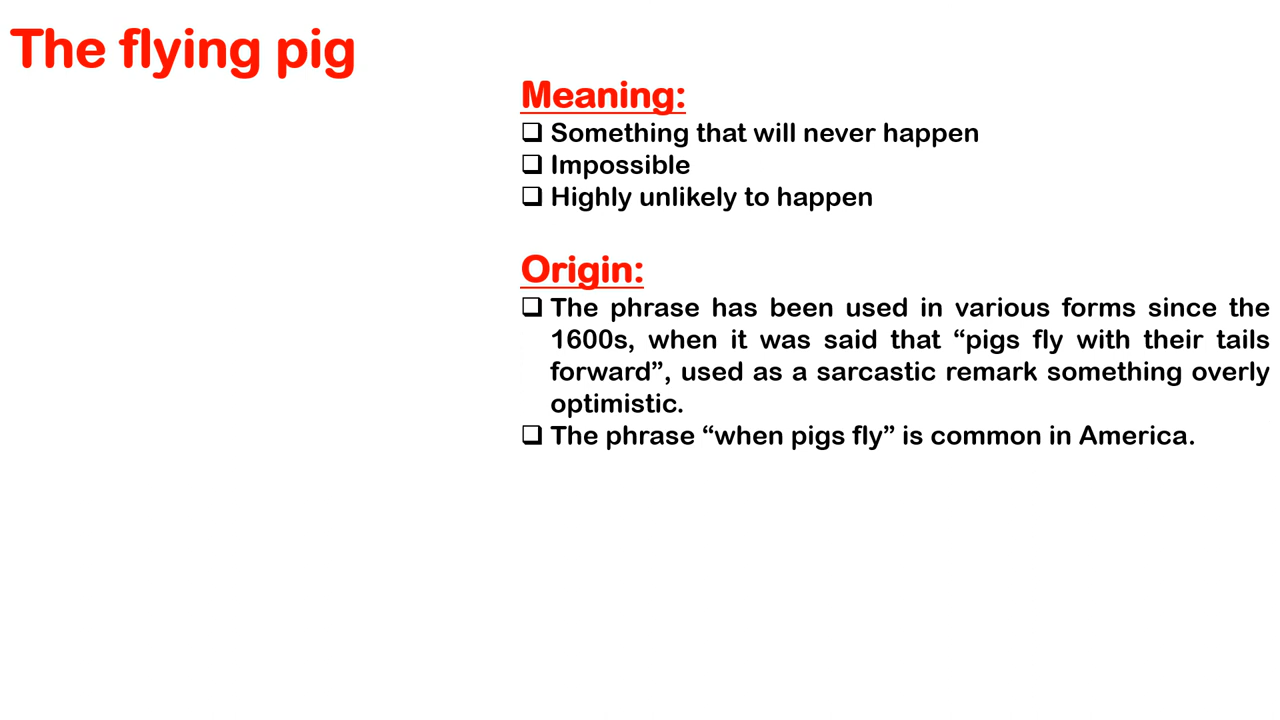 The flying pig
Meaning:
❑ Something that will never happen
❑ Impossible
❑ Highly unlikely to happen
Origin:
❑ The phrase has been used in various forms since the
1600s, when it was said that “pigs fly with their tails
forward”, used as a sarcastic remark something overly
optimistic.
❑ The phrase “when pigs fly” is common in America.